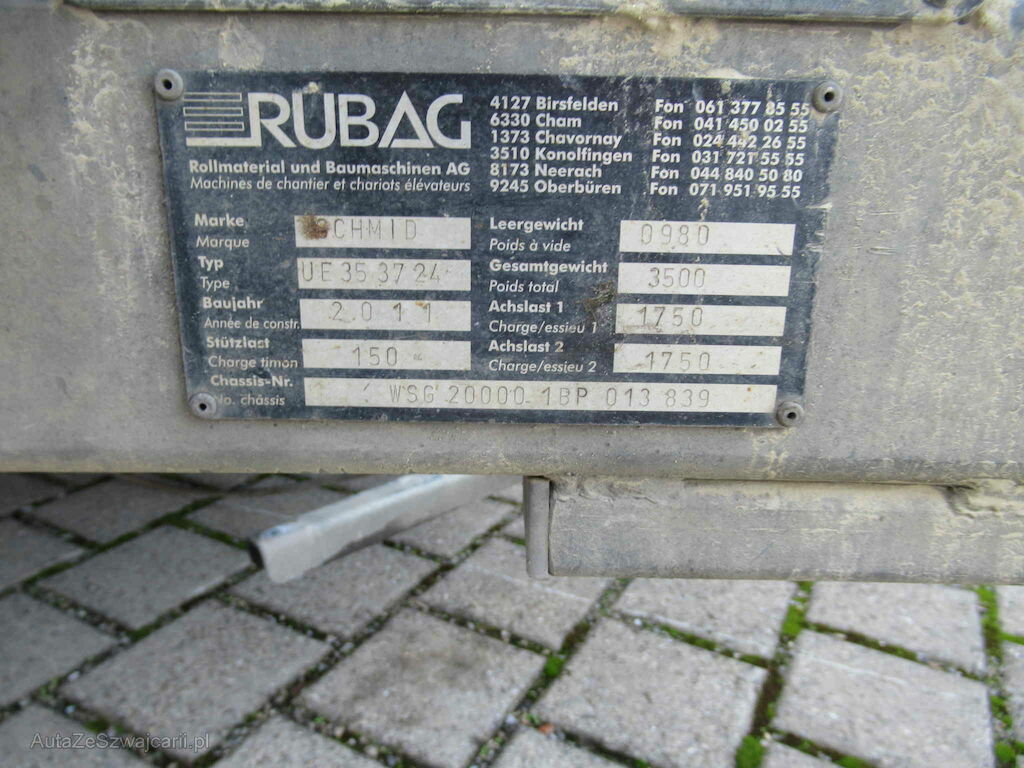 RUBAG
Rollmaterial und Baumaschinen AG
Machines de chantier et chariots élévateurs
4127 Birsfelden Fon 061 377 85 55
6330 Cham Fon 041 450 02 55
1373 Chavornay Fon 024 442 26 55
3510 Konolfingen Fon 031 721 55 55
8173 Neerach Fon 044 840 50 80
9245 Oberbüren Fon 071 951 95 55
Marke
Marque
SCHMID
Typ
Type
UE 35 37 24
Baujahr
Année de constr.
2011
Stützlast
Charge timon
150
Leergewicht
Poids à vide
0980
Gesamtgewicht
Poids total
3500
Achslast 1
Charge/essieu 1
1750
Achslast 2
Charge/essieu 2
1750
Chassis-Nr.
No. châssis
WSG 20000 1BP 013 839
AutaZeSzwajcarii.pl